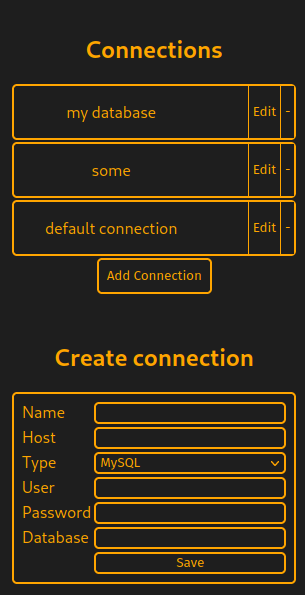 Connections
my database Edit -
some Edit -
default connection Edit -
Add Connection
Create connection
Name
Host
Type MySQL
User
Password
Database
Save